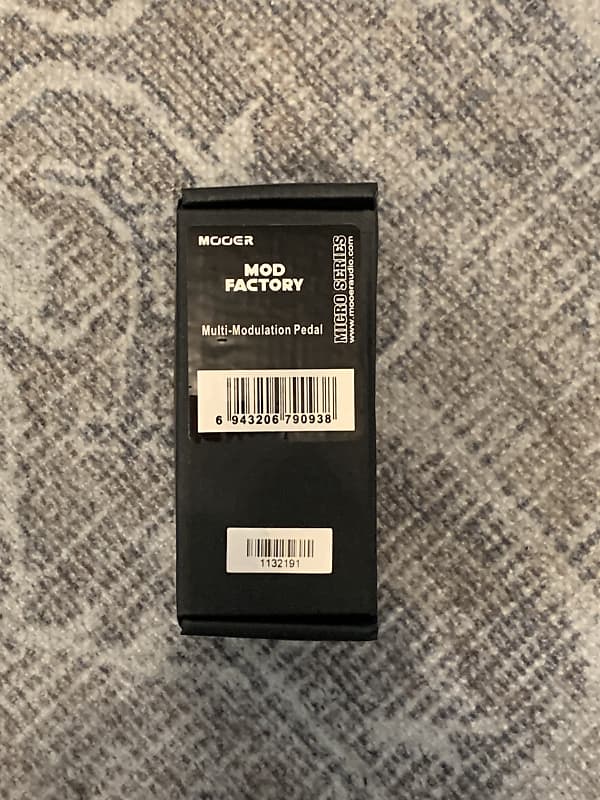 MOOER
MOD
FACTORY
Multi-Modulation Pedal
MICRO SERIES
www.mooeraudio.com
6 943206 790938
1132191